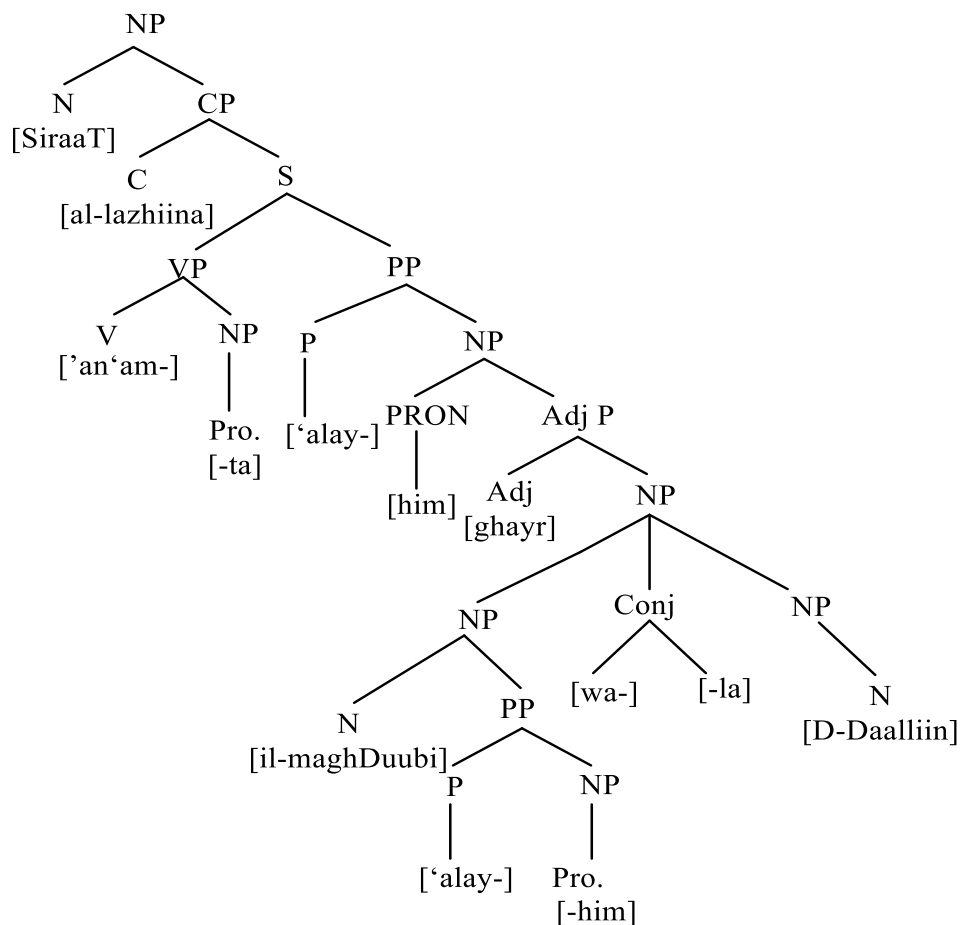 NP
N CP
[SiraaT]
C S
[al-lazhiina]
VP PP
V NP P NP
[’an‘am-]
PRON Adj P
Pro. [‘alay-]
[-ta]
[him] Adj NP
[ghayr]
NP Conj NP
[wa-] [-la] N
N PP [D-Daalliin]
[il-maghDuubi]
P NP
[‘alay-] Pro.
[-him]